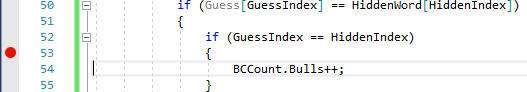 50 if (Guess[GuessIndex] == HiddenWord[HiddenIndex])
51 {
52 if (GuessIndex == HiddenIndex)
53 {
54 BCCount.Bulls++;
55 }